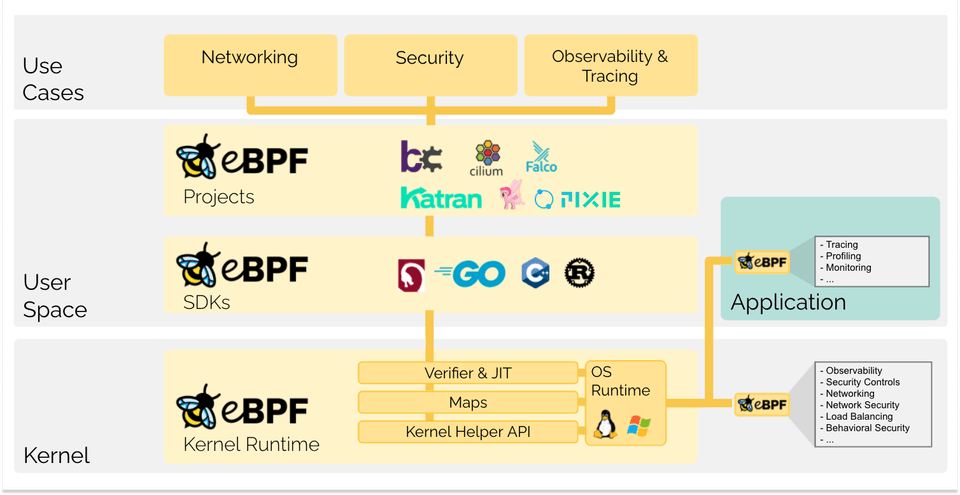 Use
Cases
Networking
Security
Observability &
Tracing
User
Space
eBPF
Projects
bcc
cilium
Falco
Katran
PIXIE
eBPF
SDKs
GO
C++
R
eBPF
- Tracing
- Profiling
- Monitoring
- ...
Application
Kernel
eBPF
Kernel Runtime
Verifier & JIT
Maps
Kernel Helper API
OS
Runtime
eBPF
- Observability
- Security Controls
- Networking
- Network Security
- Load Balancing
- Behavioral Security
- ...